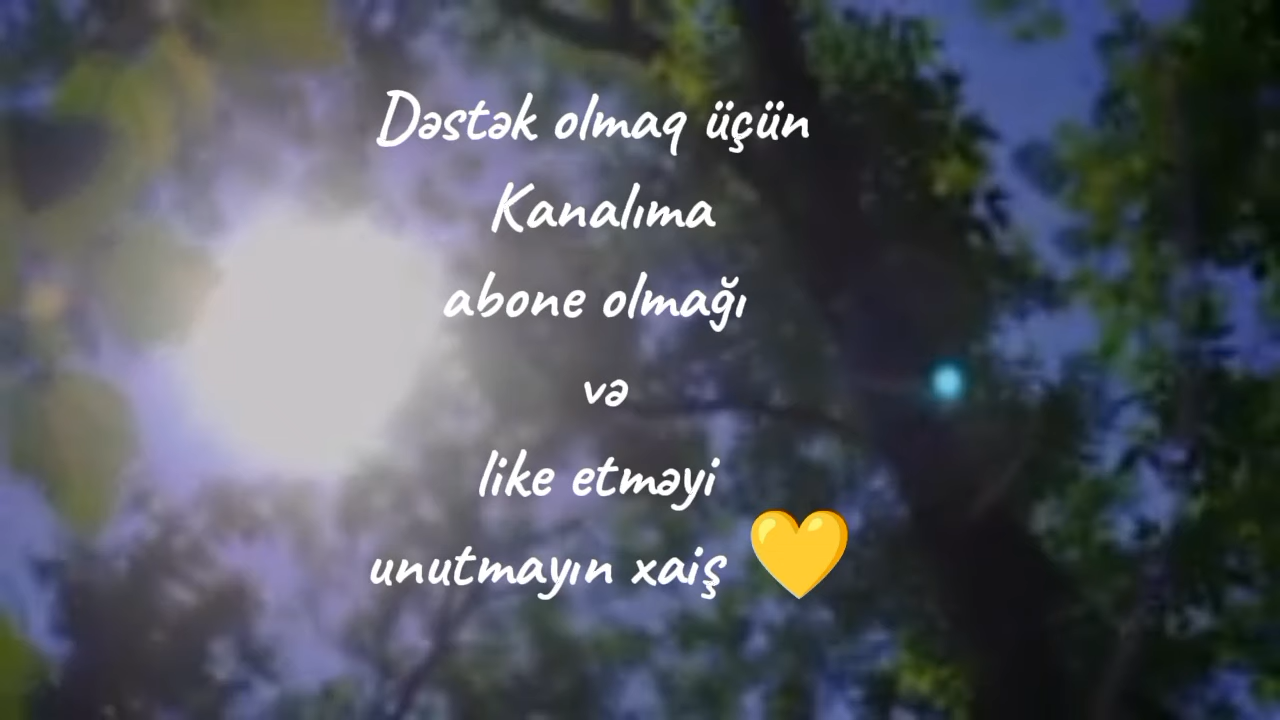 Dəstək olmaq üçün
Kanalıma
abone olmağı
və
like etməyi
unutmayın xaiş 💛